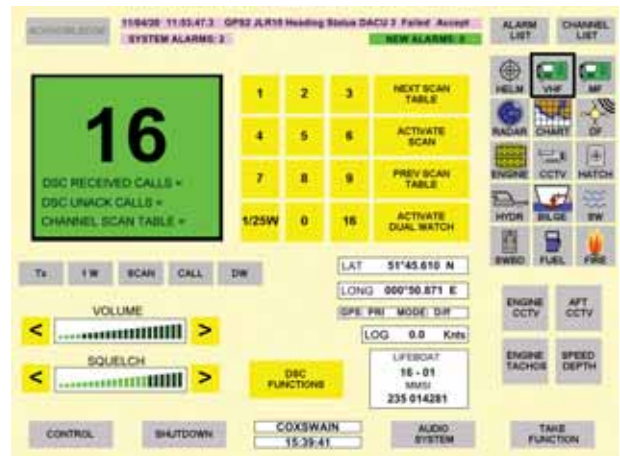 ACKNOWLEDGE
11/04/20 11:03:47.3 GPS2 JLR10 Heading Status DACU 2 Failed Accept
SYSTEM ALARMS: 2
NEW ALARMS: 0
ALARM LIST
CHANNEL LIST
16
DSC RECEIVED CALLS =
DSC UNACK CALLS =
CHANNEL SCAN TABLE =
1 2 3 NEXT SCAN TABLE
4 5 6 ACTIVATE SCAN
7 8 9 PREV SCAN TABLE
1/25W 0 16 ACTIVATE DUAL WATCH
HELM VHF MF
RADAR CHART DF
ENGINE CCTV HATCH
HYDR BILGE SW
SWBD FUEL FIRE
Tx 1 W SCAN CALL DW
LAT 51°45.610 N
LONG 000°50.871 E
GPS: PRI MODE: Diff
LOG 0.0 Knts
VOLUME
< >
SQUELCH
< >
DSC FUNCTIONS
LIFEBOAT
16 - 01
MMSI
235 014281
ENGINE CCTV
AFT CCTV
ENGINE TACHOS
SPEED DEPTH
CONTROL
SHUTDOWN
COXSWAIN
15:39:41
AUDIO SYSTEM
TAKE FUNCTION